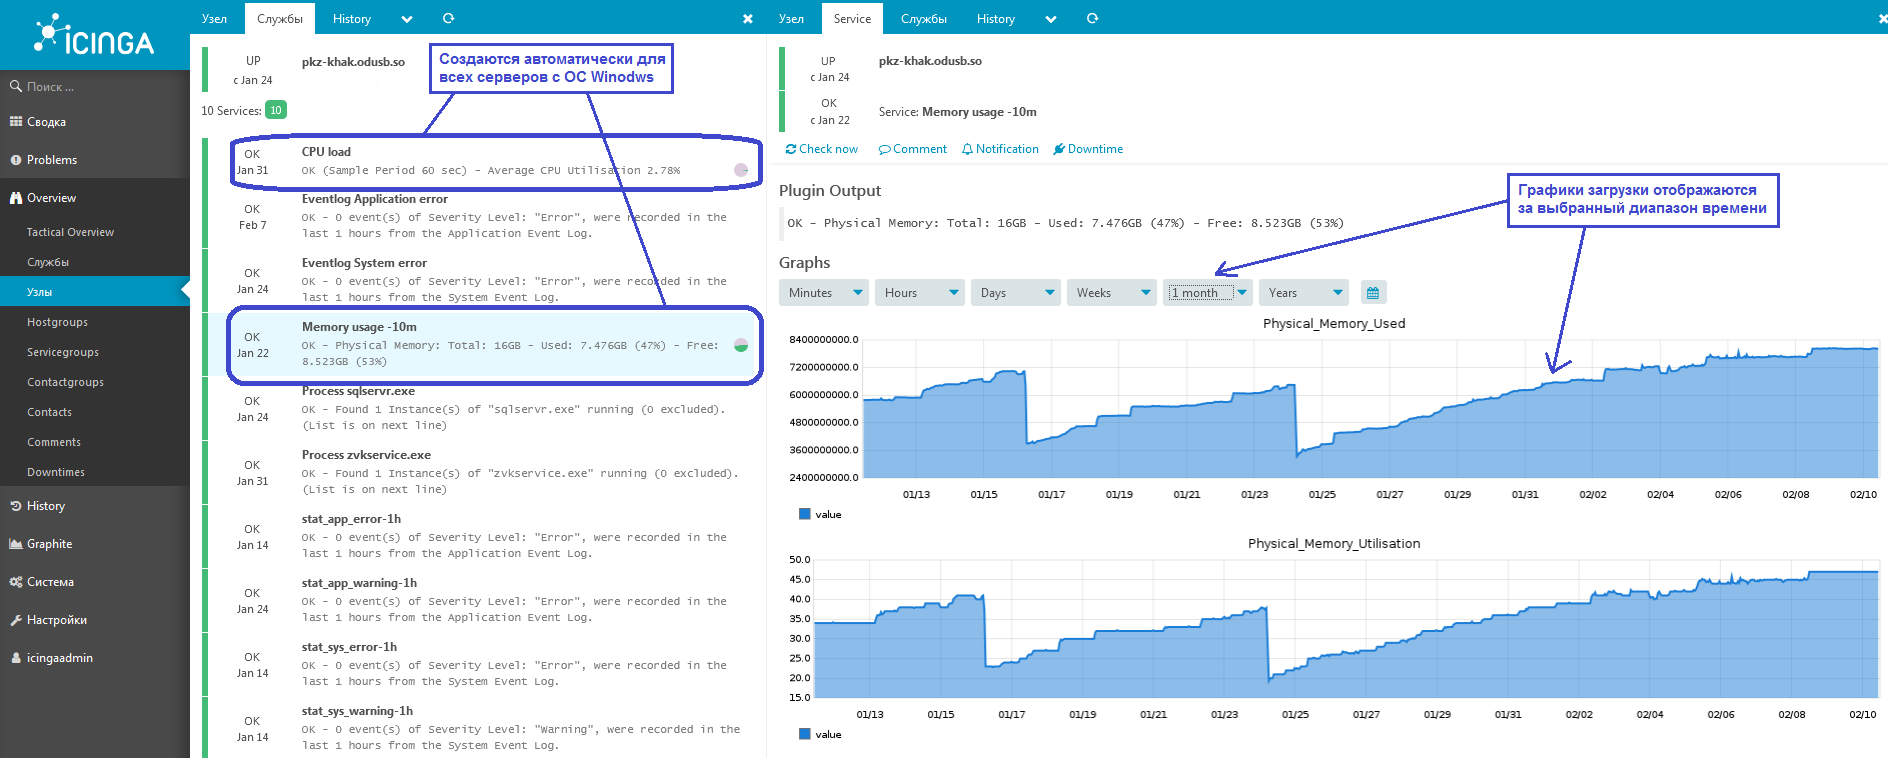 ICINGA
Поиск ...
Сводка
Problems
Overview
Tactical Overview
Службы
Узлы
Hostgroups
Servicegroups
Contactgroups
Contacts
Comments
Downtimes
History
Graphite
Система
Настройки
icingaadmin
Узел Службы History
UP
с Jan 24
pkz-khak.odusb.so
Создаются автоматически для
всех серверов с ОС Winodws
10 Services: 10
OK
Jan 31
CPU load
OK (Sample Period 60 sec) - Average CPU Utilisation 2.78%
OK
Feb 7
Eventlog Application error
OK - 0 event(s) of Severity Level: "Error", were recorded in the
last 1 hours from the Application Event Log.
OK
Jan 24
Eventlog System error
OK - 0 event(s) of Severity Level: "Error", were recorded in the
last 1 hours from the System Event Log.
OK
Jan 22
Memory usage -10m
OK - Physical Memory: Total: 16GB - Used: 7.476GB (47%) - Free:
8.523GB (53%)
OK
Jan 24
Process sqlservr.exe
OK - Found 1 Instance(s) of "sqlservr.exe" running (0 excluded).
(List is on next line)
OK
Jan 31
Process zvkservice.exe
OK - Found 1 Instance(s) of "zvkservice.exe" running (0 excluded).
(List is on next line)
OK
Jan 14
stat_app_error-1h
OK - 0 event(s) of Severity Level: "Error", were recorded in the
last 1 hours from the Application Event Log.
OK
Jan 24
stat_app_warning-1h
OK - 0 event(s) of Severity Level: "Error", were recorded in the
last 1 hours from the Application Event Log.
OK
Jan 14
stat_sys_error-1h
OK - 0 event(s) of Severity Level: "Error", were recorded in the
last 1 hours from the System Event Log.
OK
Jan 14
stat_sys_warning-1h
OK - 0 event(s) of Severity Level: "Warning", were recorded in the
last 1 hours from the System Event Log.
Узел Service Службы History
UP
с Jan 24
pkz-khak.odusb.so
OK
с Jan 22
Service: Memory usage -10m
Check now Comment Notification Downtime
Plugin Output
OK - Physical Memory: Total: 16GB - Used: 7.476GB (47%) - Free: 8.523GB (53%)
Графики загрузки отображаются
за выбранный диапазон времени
Graphs
Minutes Hours Days Weeks 1 month Years
Physical_Memory_Used
8400000000.0
7200000000.0
6000000000.0
4800000000.0
3600000000.0
2400000000.0
01/13 01/15 01/17 01/19 01/21 01/23 01/25 01/27 01/29 01/31 02/02 02/04 02/06 02/08 02/10
value
Physical_Memory_Utilisation
50.0
45.0
40.0
35.0
30.0
25.0
20.0
15.0
01/13 01/15 01/17 01/19 01/21 01/23 01/25 01/27 01/29 01/31 02/02 02/04 02/06 02/08 02/10
value